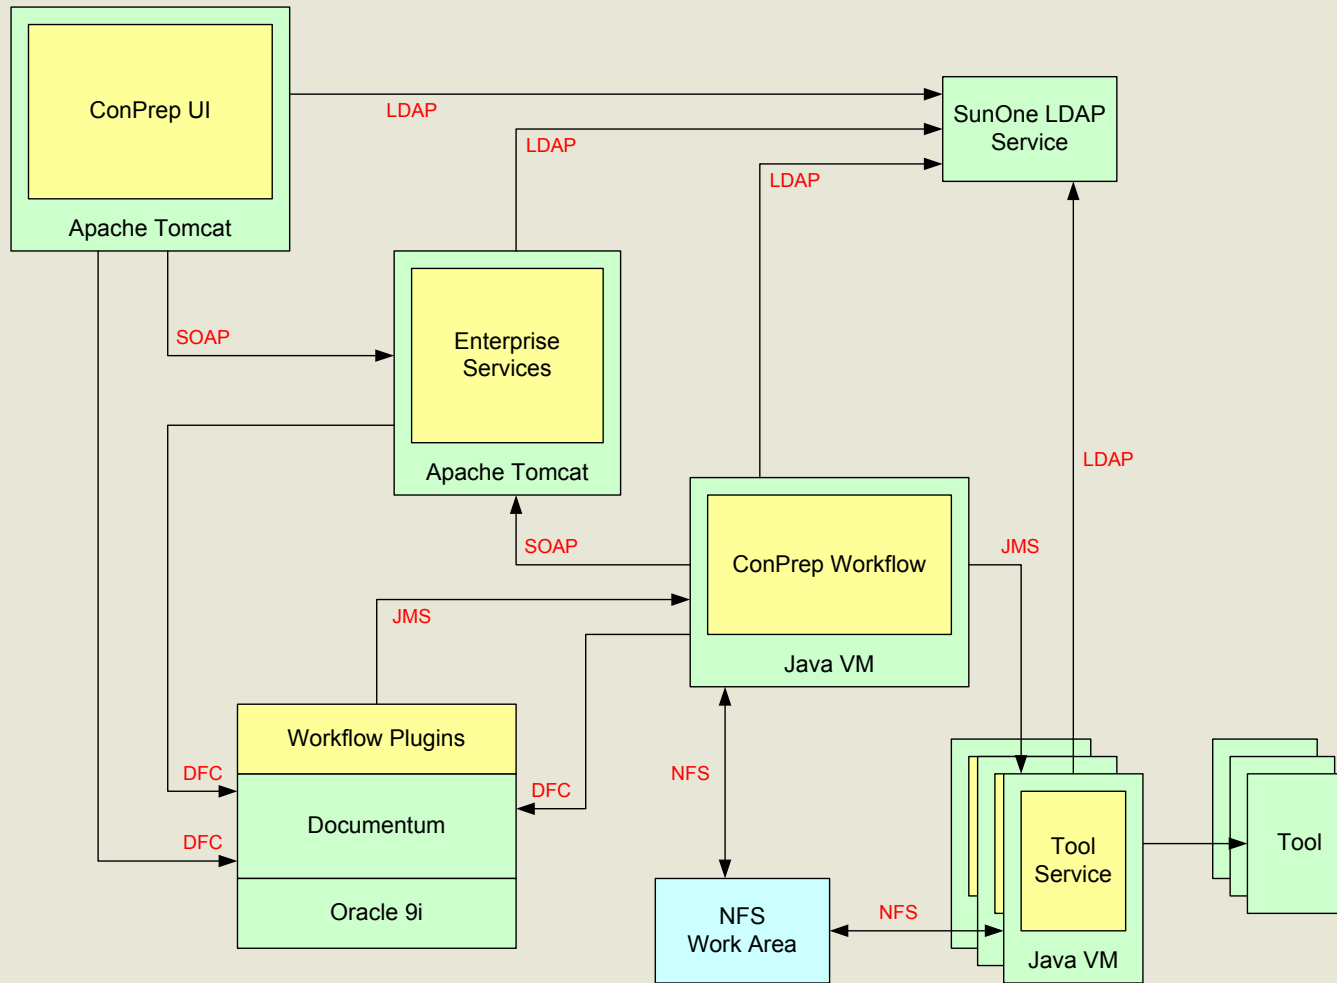 ConPrep UI
Apache Tomcat
LDAP
SunOne LDAP
Service
LDAP
LDAP
SOAP
Enterprise
Services
Apache Tomcat
LDAP
SOAP
ConPrep Workflow
Java VM
JMS
JMS
Workflow Plugins
DFC
DFC
NFS
Documentum
DFC
Oracle 9i
NFS
Work Area
NFS
Tool
Service
Java VM
Tool